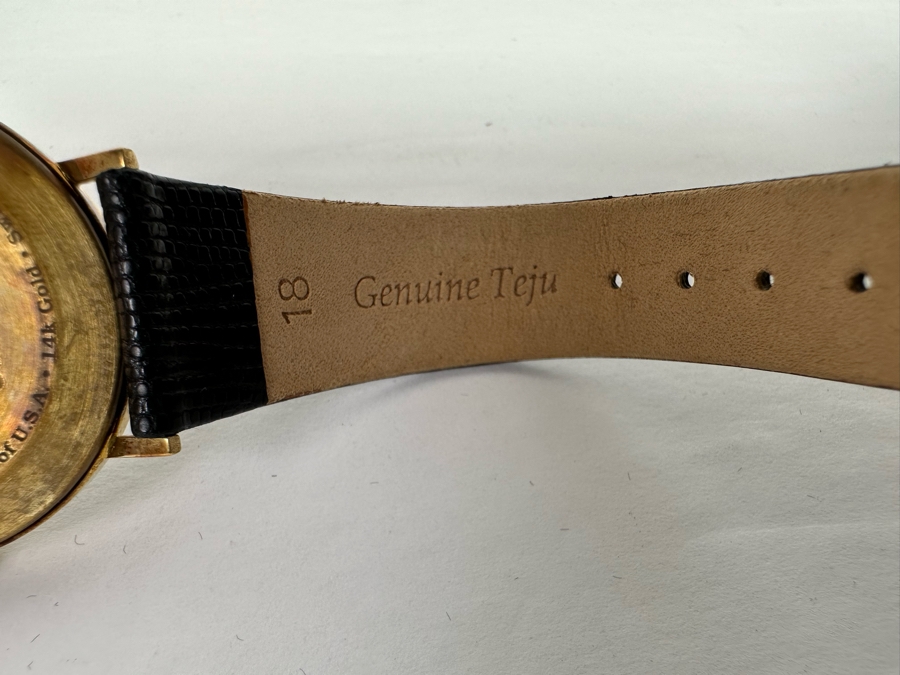 18
Genuine Teju
of U.S.A. • 14k Gold •